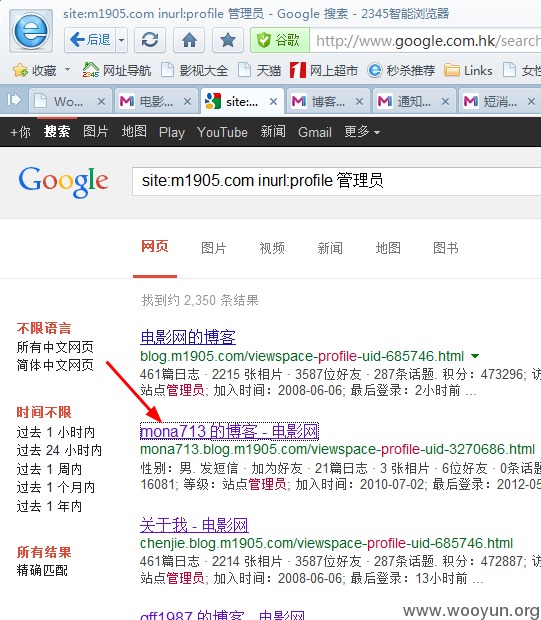 site:m1905.com inurl:profile 管理员 - Google 搜索 - 2345智能浏览器
后退 谷歌 http://www.google.com.hk/search
收藏 网址导航 影视大全 天猫 网上超市 秒杀推荐 Links 女性
Wo... 电影... site:... 博客... 通知... 短消...
+你 搜索 图片 地图 Play YouTube 新闻 Gmail 更多
Google site:m1905.com inurl:profile 管理员
网页 图片 视频 新闻 地图 图书
找到约 2,350 条结果
不限语言
所有中文网页
简体中文网页
时间不限
过去 1 小时内
过去 24 小时内
过去 1 周内
过去 1 个月内
过去 1 年内
所有结果
精确匹配
电影网的博客
blog.m1905.com/viewspace-profile-uid-685746.html
461篇日志 · 2215 张相片 · 3587位好友 · 287条话题. 积分：473296;
站点管理员; 加入时间：2008-06-06; 最后登录：2小时前 ...
mona713 的博客 - 电影网
mona713.blog.m1905.com/viewspace-profile-uid-3270686.html
性别：男. 发短信 · 加为好友 · 21篇日志 · 3 张相片 · 6位好友 · 0条话题
16081; 等级：站点管理员; 加入时间：2010-07-02; 最后登录：2012-05
关于我 - 电影网
chenjie.blog.m1905.com/viewspace-profile-uid-685746.html
461篇日志 · 2214 张相片 · 3587位好友 · 287条话题. 积分：472887;
站点管理员; 加入时间：2008-06-06; 最后登录：13小时前 ...
gff1987 的博客 - 电影网
www.wooyun.org